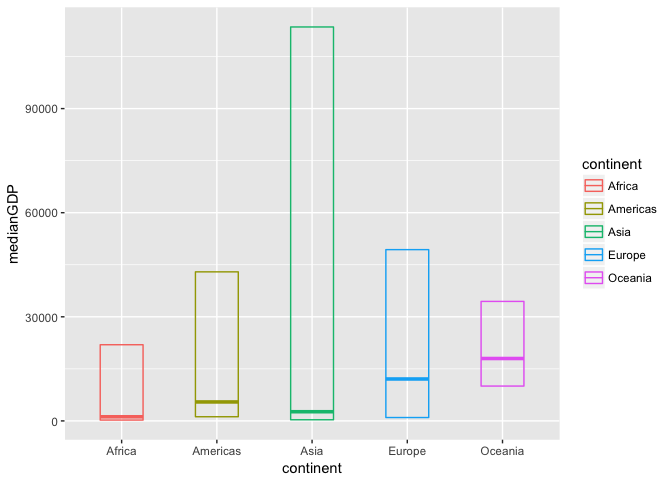 medianGDP
90000
60000
30000
0
Africa
Americas
Asia
Europe
Oceania
continent
continent
Africa
Americas
Asia
Europe
Oceania